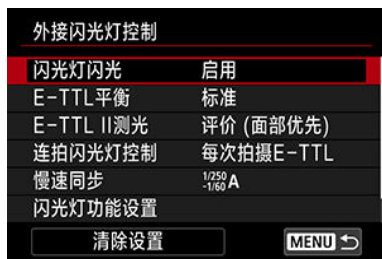 外接闪光灯控制
闪光灯闪光 启用
E-TTL平衡 标准
E-TTL II测光 评价 (面部优先)
连拍闪光灯控制 每次拍摄E-TTL
慢速同步 1/250-1/60 A
闪光灯功能设置
清除设置 MENU